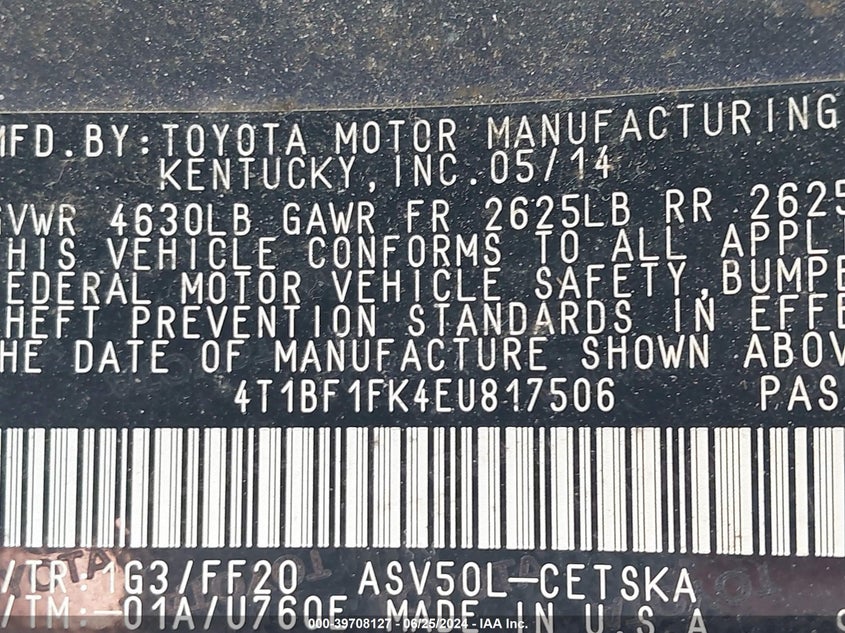 MFD.BY:TOYOTA MOTOR MANUFACTURING
KENTUCKY,INC.05/14
GVWR 4630LB GAWR FR 2625LB RR 2625
THIS VEHICLE CONFORMS TO ALL APPL
FEDERAL MOTOR VEHICLE SAFETY,BUMPE
THEFT PREVENTION STANDARDS IN EFFE
THE DATE OF MANUFACTURE SHOWN ABOV
4T1BF1FK4EU817506 PAS
/TR:1G3/FF20 ASV50L-CETSKA
/TM:-01A/U760E MADE IN U.S.A
000-39708127 - 06/25/2024 - IAA Inc.